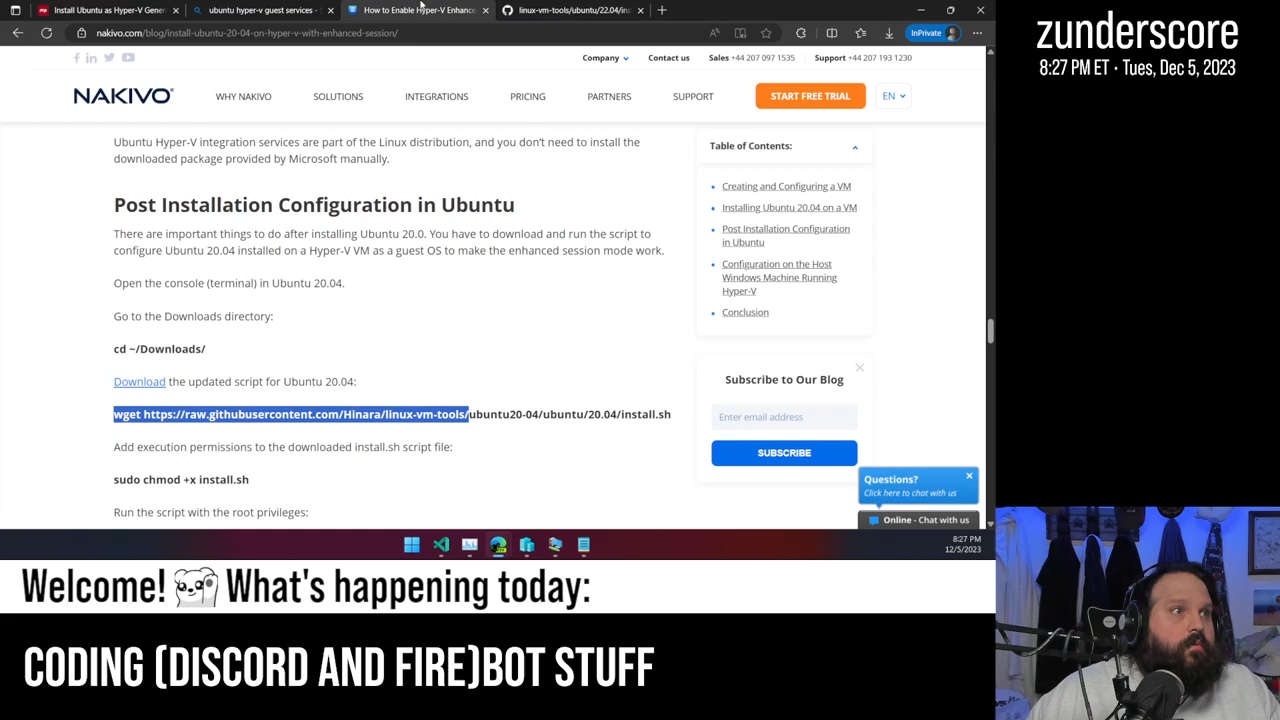 Install Ubuntu as Hyper-V Gener
ubuntu hyper-v guest services -
How to Enable Hyper-V Enhance
linux-vm-tools/ubuntu/22.04/ins
nakivo.com/blog/install-ubuntu-20-04-on-hyper-v-with-enhanced-session/
InPrivate
Company
Contact us
Sales +44 207 097 1535
Support +44 207 193 1230
NAKIVO
WHY NAKIVO
SOLUTIONS
INTEGRATIONS
PRICING
PARTNERS
SUPPORT
START FREE TRIAL
EN
Ubuntu Hyper-V integration services are part of the Linux distribution, and you don't need to install the
downloaded package provided by Microsoft manually.
Post Installation Configuration in Ubuntu
There are important things to do after installing Ubuntu 20.0. You have to download and run the script to
configure Ubuntu 20.04 installed on a Hyper-V VM as a guest OS to make the enhanced session mode work.
Open the console (terminal) in Ubuntu 20.04.
Go to the Downloads directory:
cd ~/Downloads/
Download the updated script for Ubuntu 20.04:
wget https://raw.githubusercontent.com/Hinara/linux-vm-tools/ubuntu20-04/ubuntu/20.04/install.sh
Add execution permissions to the downloaded install.sh script file:
sudo chmod +x install.sh
Run the script with the root privileges:
Table of Contents:
Creating and Configuring a VM
Installing Ubuntu 20.04 on a VM
Post Installation Configuration
in Ubuntu
Configuration on the Host
Windows Machine Running
Hyper-V
Conclusion
Subscribe to Our Blog
Enter email address
SUBSCRIBE
Questions?
Click here to chat with us
Online - Chat with us
8:27 PM
12/5/2023
zunderscore
8:27 PM ET • Tues, Dec 5, 2023
Welcome! What's happening today:
CODING (DISCORD AND FIRE)BOT STUFF